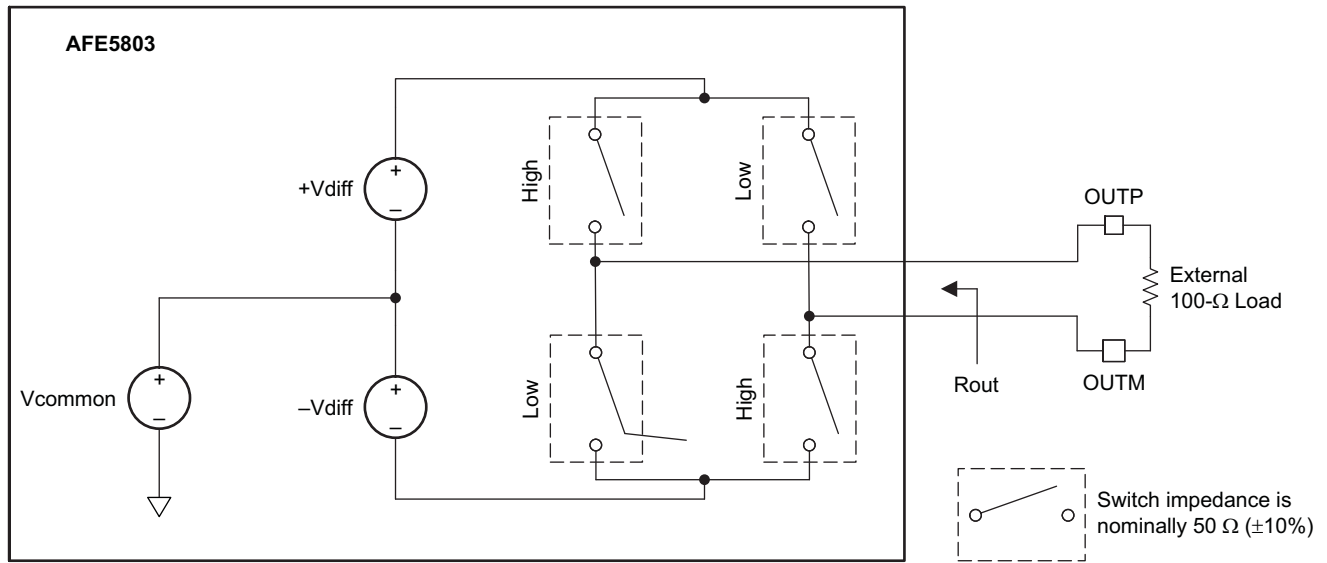 AFE5803
+
+Vdiff
–
High
Low
OUTP
External
100-Ω Load
+
Vcommon
–
+
–Vdiff
–
Low
High
Rout
OUTM
Switch impedance is
nominally 50 Ω (±10%)